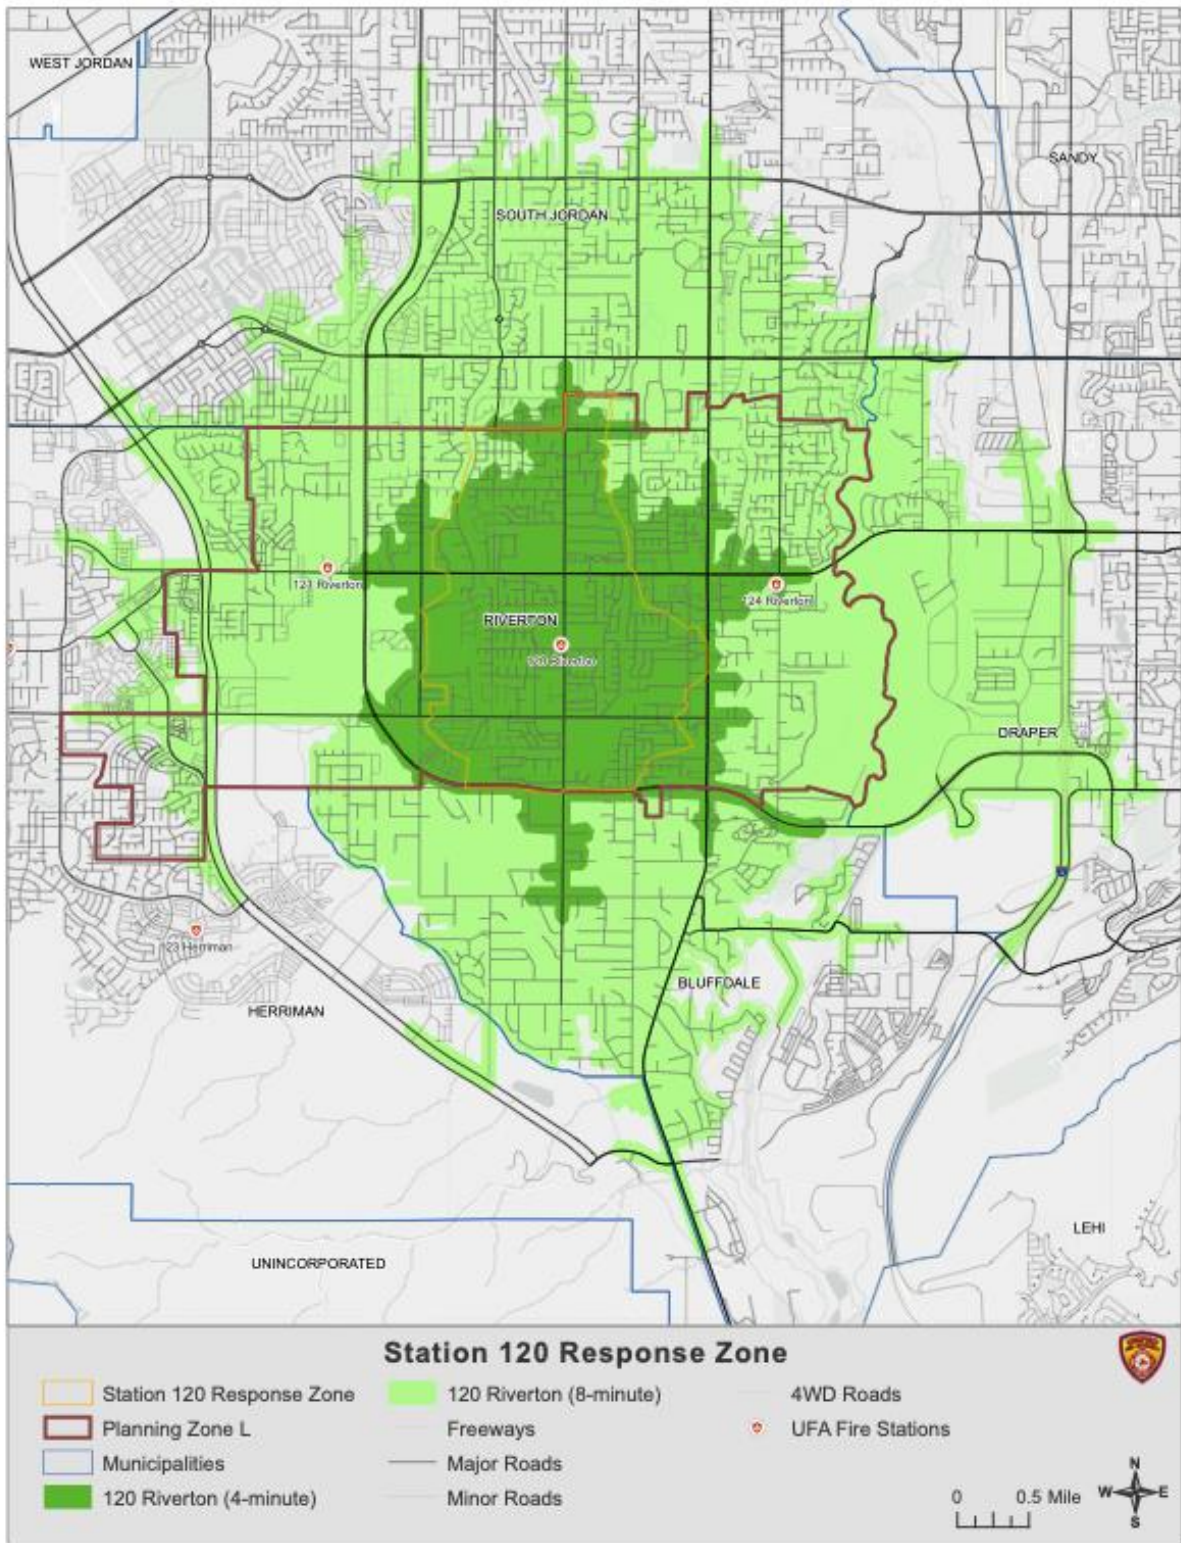 WEST JORDAN
SANDY
SOUTH JORDAN
Riverton
124 Riverton
RIVERTON
Riverton
DRAPER
123 Herriman
BLUFFDALE
HERRIMAN
LEHI
UNINCORPORATED
Station 120 Response Zone
Station 120 Response Zone
120 Riverton (8-minute)
4WD Roads
Planning Zone L
Freeways
UFA Fire Stations
Municipalities
Major Roads
120 Riverton (4-minute)
Minor Roads
0 0.5 Mile
N
W E
S